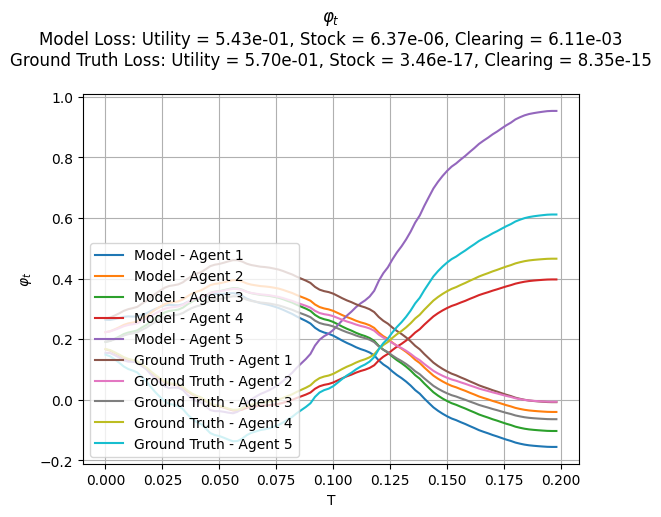 φt
Model Loss: Utility = 5.43e-01, Stock = 6.37e-06, Clearing = 6.11e-03
Ground Truth Loss: Utility = 5.70e-01, Stock = 3.46e-17, Clearing = 8.35e-15
1.0
0.8
0.6
0.4
0.2
0.0
−0.2
φt
Model - Agent 1
Model - Agent 2
Model - Agent 3
Model - Agent 4
Model - Agent 5
Ground Truth - Agent 1
Ground Truth - Agent 2
Ground Truth - Agent 3
Ground Truth - Agent 4
Ground Truth - Agent 5
0.000 0.025 0.050 0.075 0.100 0.125 0.150 0.175 0.200
T